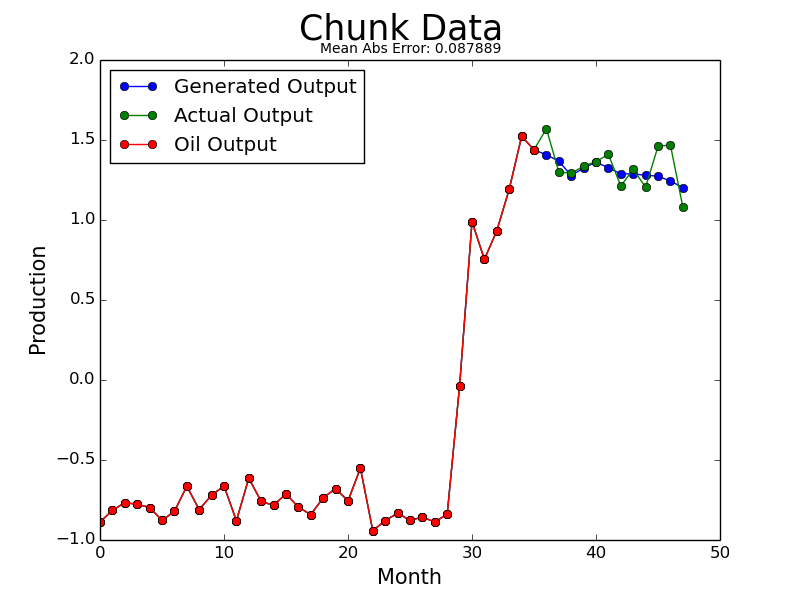 Chunk Data
Mean Abs Error: 0.087889
2.0
1.5
1.0
0.5
0.0
−0.5
−1.0
Production
Generated Output
Actual Output
Oil Output
0 10 20 30 40 50
Month